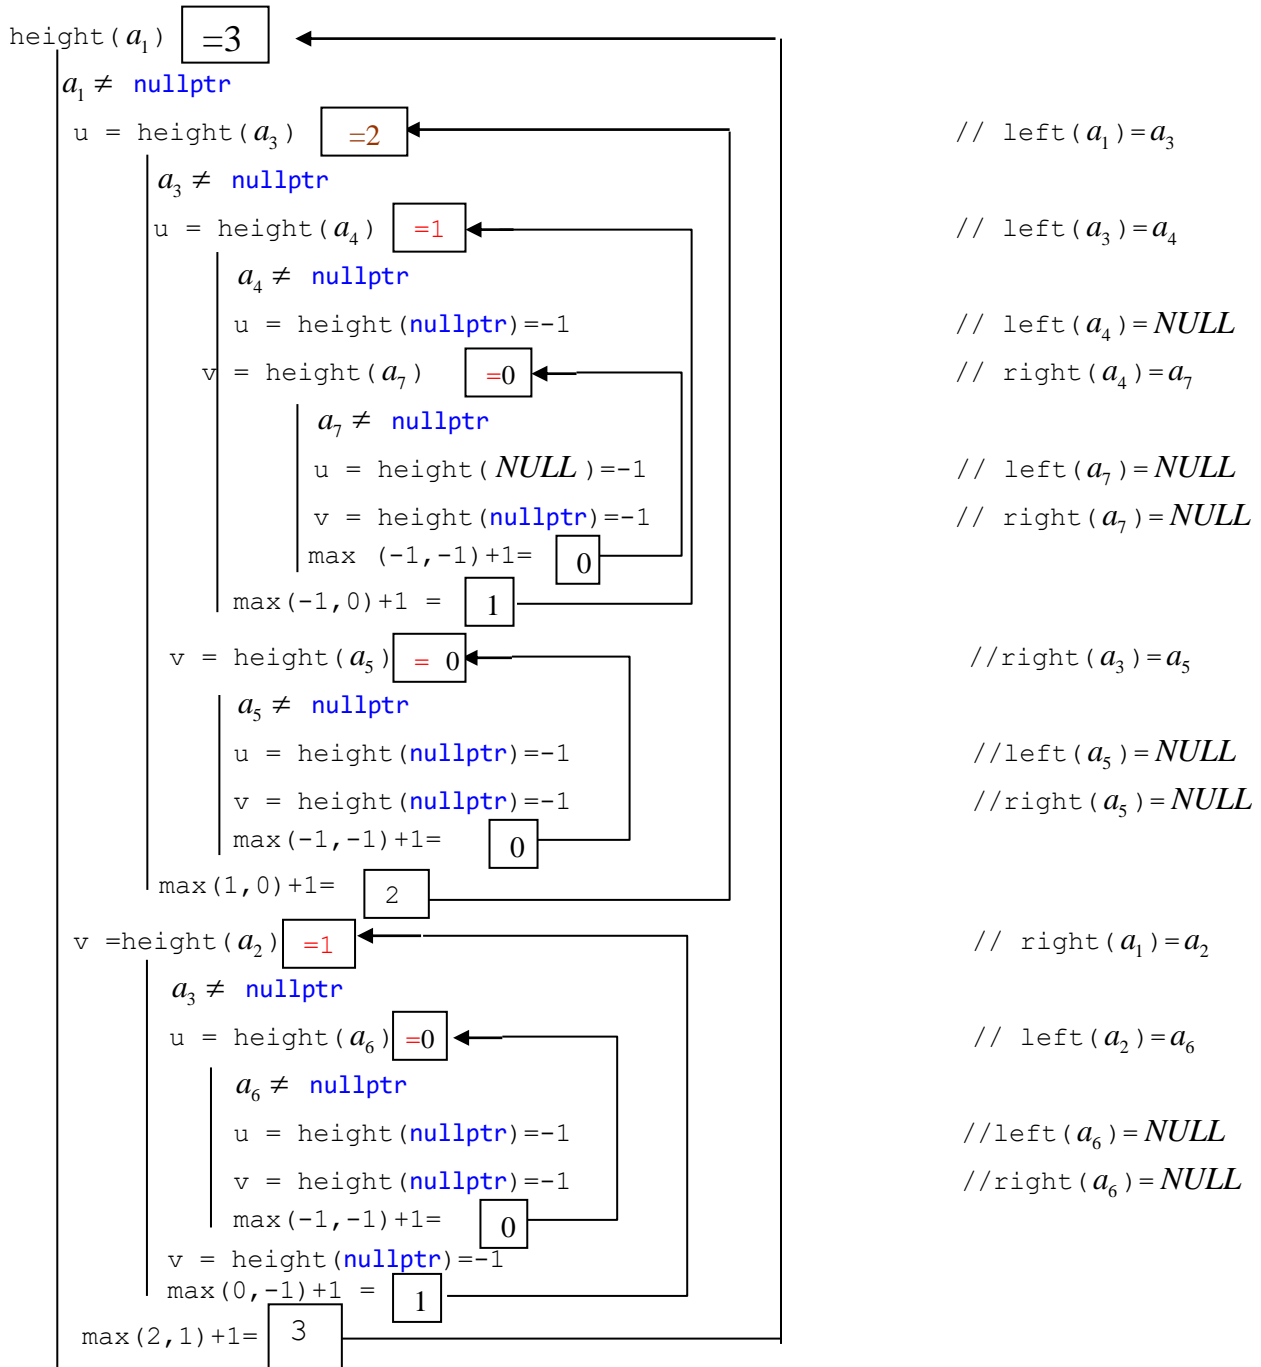 height(a₁) =3
a₁ ≠ nullptr
u = height(a₃) =2 // left(a₁)=a₃
a₃ ≠ nullptr
u = height(a₄) =1 // left(a₃)=a₄
a₄ ≠ nullptr
u = height(nullptr)=-1 // left(a₄)=NULL
v = height(a₇) =0 // right(a₄)=a₇
a₇ ≠ nullptr
u = height(NULL)=-1 // left(a₇)=NULL
v = height(nullptr)=-1 // right(a₇)=NULL
max (-1,-1)+1= 0
max(-1,0)+1 = 1
v = height(a₅) = 0 //right(a₃)=a₅
a₅ ≠ nullptr
u = height(nullptr)=-1 //left(a₅)=NULL
v = height(nullptr)=-1 //right(a₅)=NULL
max(-1,-1)+1= 0
max(1,0)+1= 2
v =height(a₂) =1 // right(a₁)=a₂
a₃ ≠ nullptr
u = height(a₆) =0 // left(a₂)=a₆
a₆ ≠ nullptr
u = height(nullptr)=-1 //left(a₆)=NULL
v = height(nullptr)=-1 //right(a₆)=NULL
max(-1,-1)+1= 0
v = height(nullptr)=-1
max(0,-1)+1 = 1
max(2,1)+1= 3